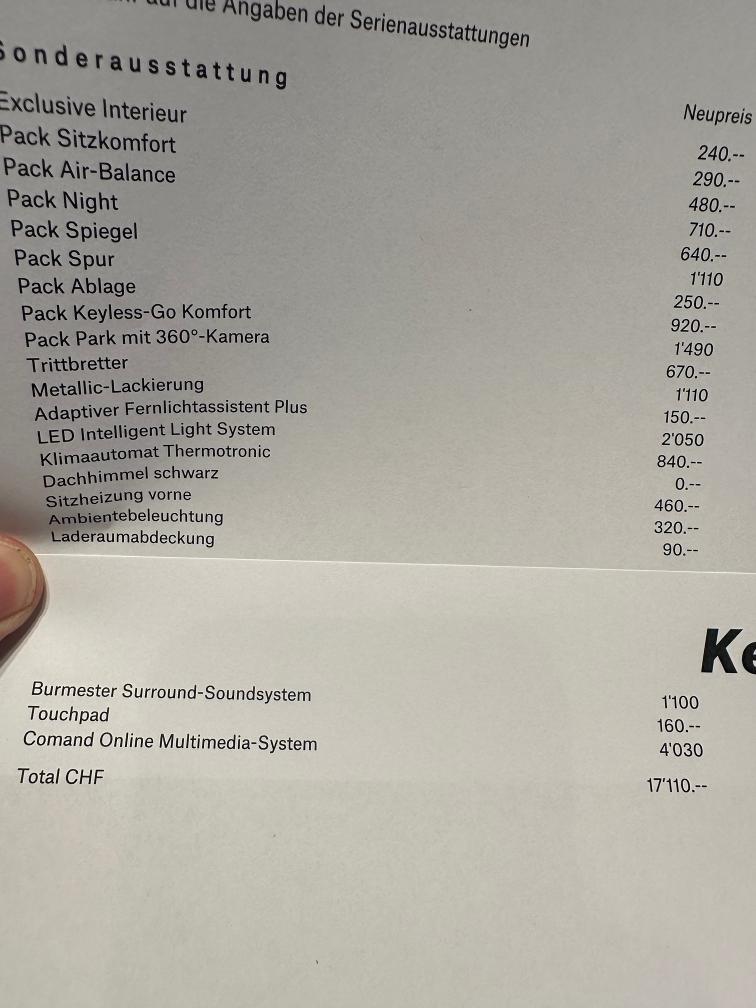 auf die Angaben der Serienausstattungen
Sonderausstattung
Neupreis
Exclusive Interieur 240.--
Pack Sitzkomfort 290.--
Pack Air-Balance 480.--
Pack Night 710.--
Pack Spiegel 640.--
Pack Spur 1'110
Pack Ablage 250.--
Pack Keyless-Go Komfort 920.--
Pack Park mit 360°-Kamera 1'490
Trittbretter 670.--
Metallic-Lackierung 1'110
Adaptiver Fernlichtassistent Plus 150.--
LED Intelligent Light System 2'050
Klimaautomat Thermotronic 840.--
Dachhimmel schwarz 0.--
Sitzheizung vorne 460.--
Ambientebeleuchtung 320.--
Laderaumabdeckung 90.--
Ke
Burmester Surround-Soundsystem 1'100
Touchpad 160.--
Comand Online Multimedia-System 4'030
Total CHF 17'110.--